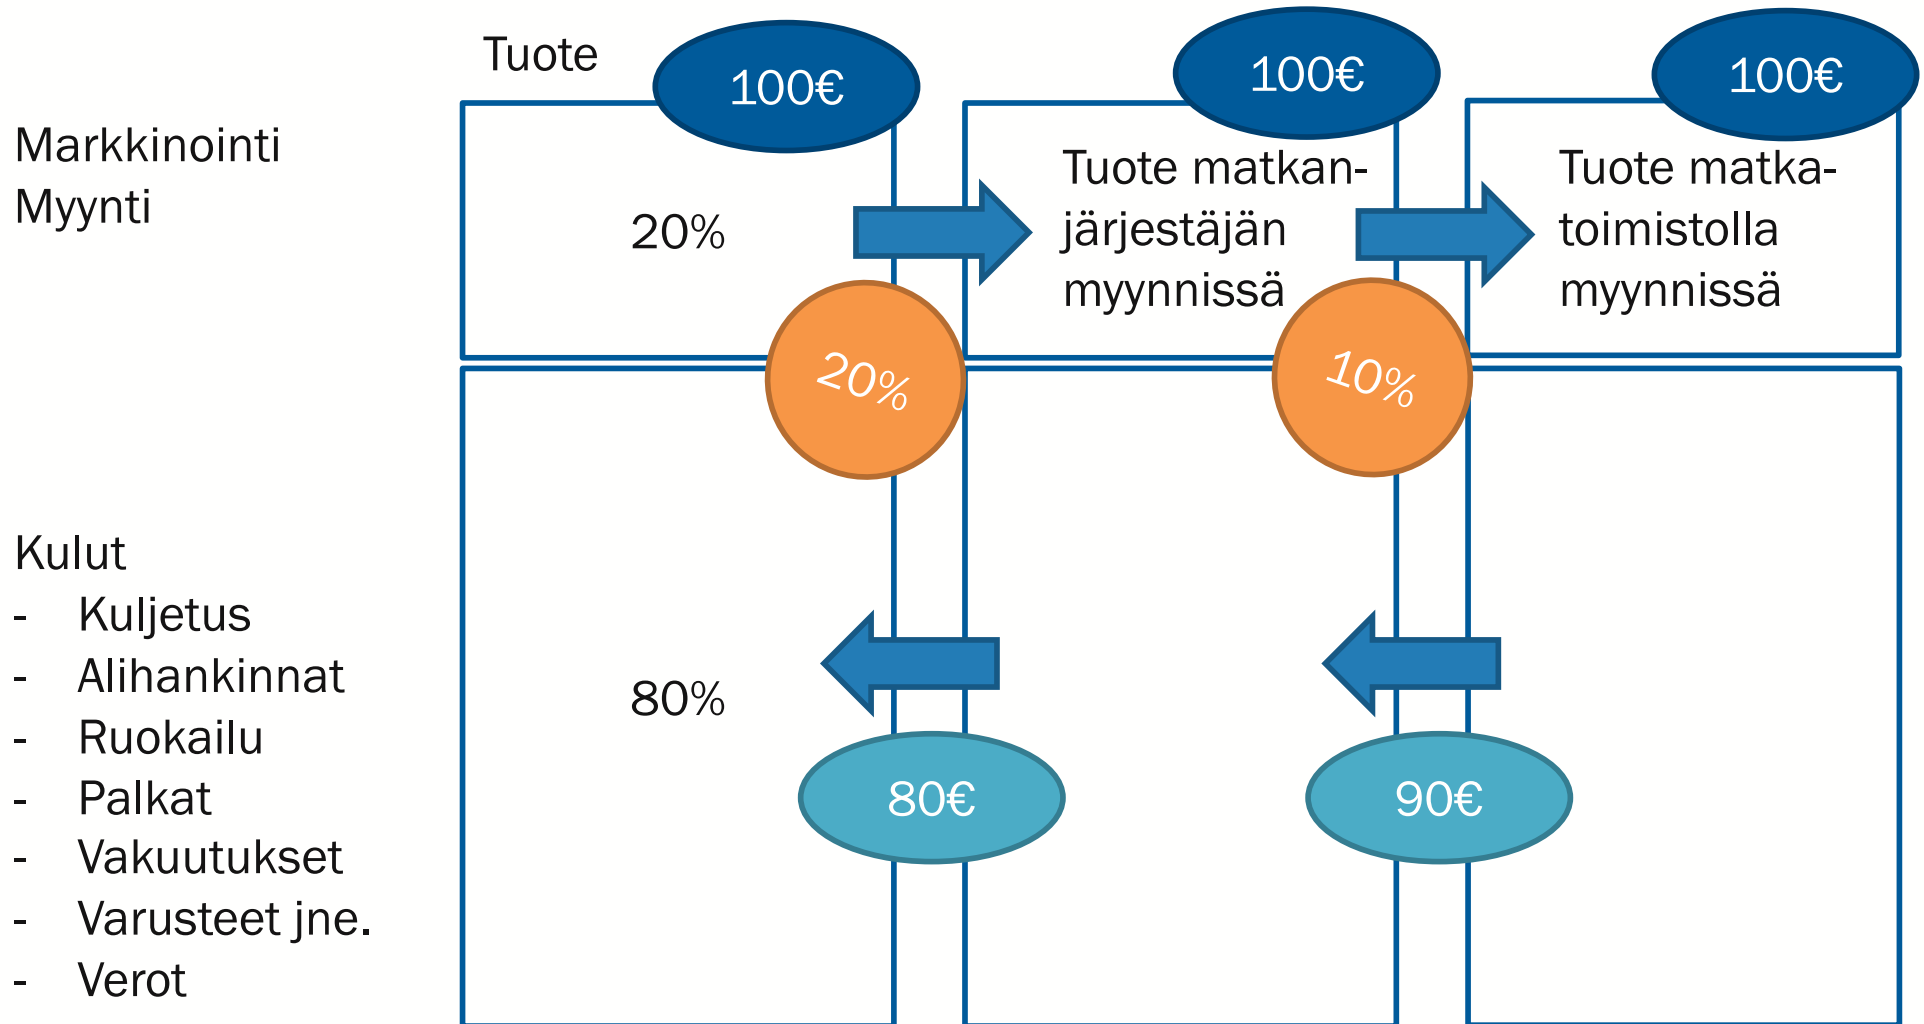 Tuote
100€
100€
100€
Markkinointi
Myynti
20%
Tuote matkan-
järjestäjän
myynnissä
Tuote matka-
toimistolla
myynnissä
20%
10%
Kulut
- Kuljetus
- Alihankinnat
- Ruokailu
- Palkat
- Vakuutukset
- Varusteet jne.
- Verot
80%
80€
90€